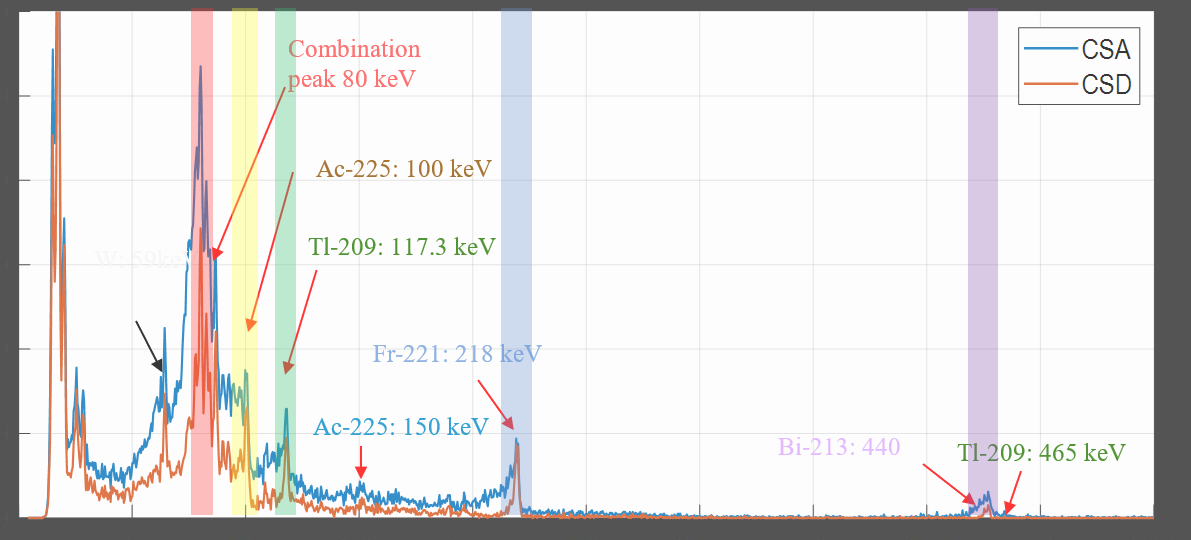 Combination
peak 80 keV
CSA
CSD
Ac-225: 100 keV
Tl-209: 117.3 keV
W: 59keV
Fr-221: 218 keV
Ac-225: 150 keV
Bi-213: 440
Tl-209: 465 keV